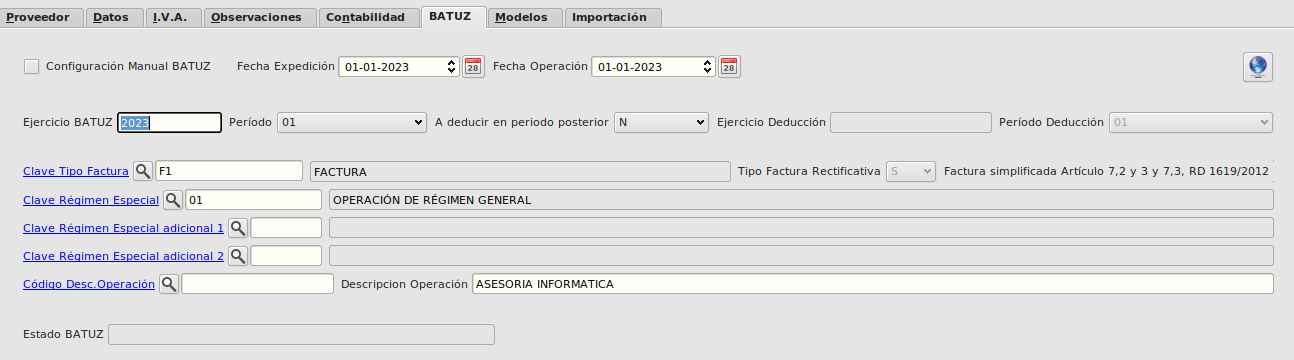 Proveedor Datos I.V.A. Observaciones Contabilidad BATUZ Modelos Importación
Configuración Manual BATUZ Fecha Expedición 01-01-2023 28 Fecha Operación 01-01-2023 28
Ejercicio BATUZ 2023 Período 01 A deducir en periodo posterior N Ejercicio Deducción Período Deducción 01
Clave Tipo Factura F1 FACTURA Tipo Factura Rectificativa S Factura simplificada Artículo 7,2 y 3 y 7,3, RD 1619/2012
Clave Régimen Especial 01 OPERACIÓN DE RÉGIMEN GENERAL
Clave Régimen Especial adicional 1
Clave Régimen Especial adicional 2
Código Desc.Operación Descripcion Operación ASESORIA INFORMATICA
Estado BATUZ